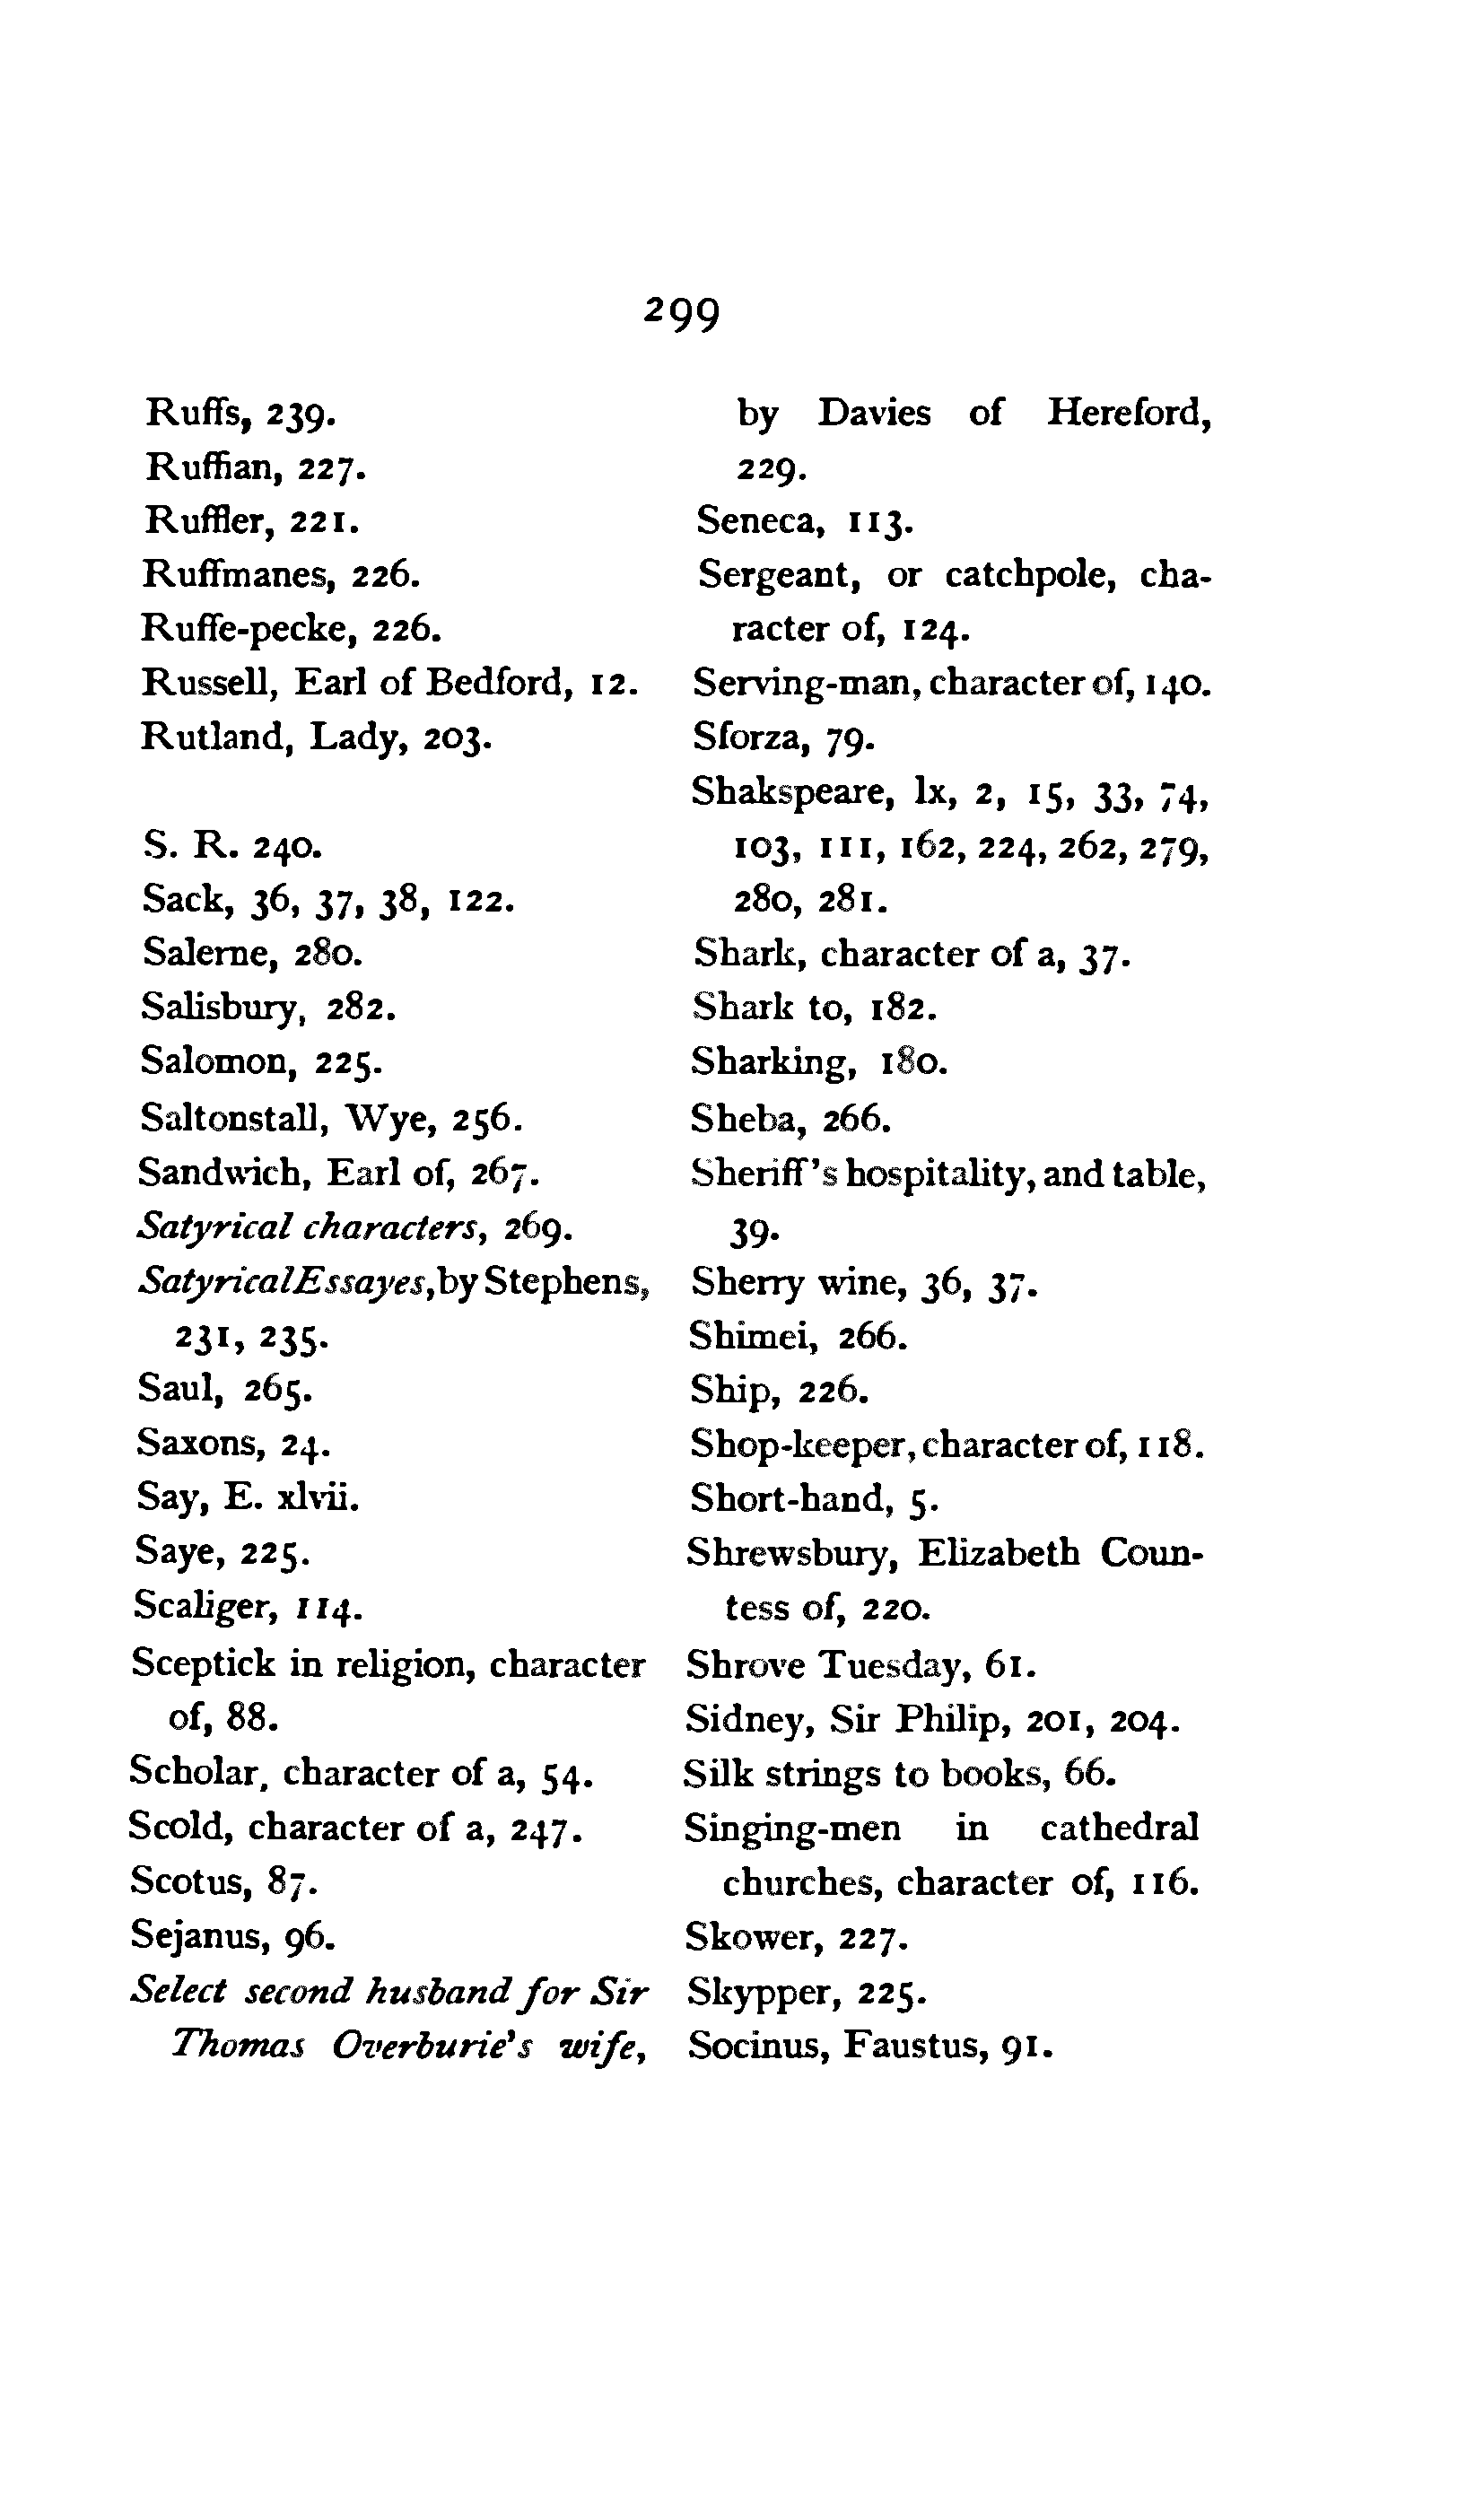 299
Ruffs, 239.
Ruffian, 227.
Ruffler, 221.
Ruffmanes, 226.
Ruffe-pecke, 226.
Russell, Earl of Bedford, 12.
Rutland, Lady, 203.
S. R. 240.
Sack, 36, 37, 38, 122.
Salerne, 280.
Salisbury, 282.
Salomon, 225.
Saltonstall, Wye, 256.
Sandwich, Earl of, 267.
Satyrical characters, 269.
Satyrical Essayes, by Stephens,
231, 235.
Saul, 265.
Saxons, 24.
Say, E. xlvii.
Saye, 225.
Scaliger, 114.
Sceptick in religion, character
of, 88.
Scholar, character of a, 54.
Scold, character of a, 247.
Scotus, 87.
Sejanus, 96.
Select second husband for Sir
Thomas Overburie's wife,
by Davies of Hereford,
229.
Seneca, 113.
Sergeant, or catchpole, cha-
racter of, 124.
Serving-man, character of, 140.
Sforza, 79.
Shakspeare, lx, 2, 15, 33, 74,
103, 111, 162, 224, 262, 279,
280, 281.
Shark, character of a, 37.
Shark to, 182.
Sharking, 180.
Sheba, 266.
Sheriff's hospitality, and table,
39.
Sherry wine, 36, 37.
Shimei, 266.
Ship, 226.
Shop-keeper, character of, 118.
Short-hand, 5.
Shrewsbury, Elizabeth Coun-
tess of, 220.
Shrove Tuesday, 61.
Sidney, Sir Philip, 201, 204.
Silk strings to books, 66.
Singing-men in cathedral
churches, character of, 116.
Skower, 227.
Skypper, 225.
Socinus, Faustus, 91.